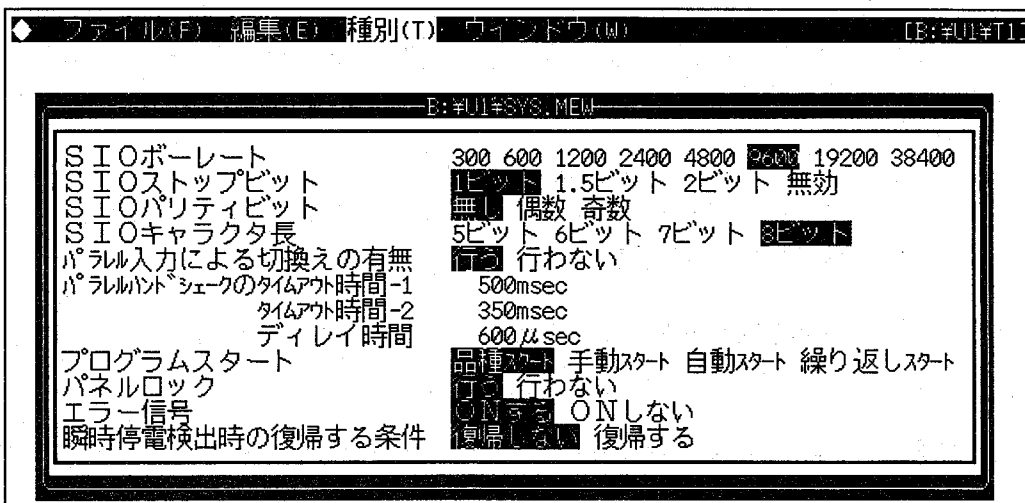 ファイル(F) 編集(E) 種別(T) ウィンドウ(W) [B:¥U1¥T11
B:¥U1¥SYS.MEW
SIOボーレート 300 600 1200 2400 4800 9600 19200 38400
SIOストップビット 1ビット 1.5ビット 2ビット 無効
SIOパリティビット 無し 偶数 奇数
SIOキャラクタ長 5ビット 6ビット 7ビット 8ビット
パラレル入力による切換えの有無 行う 行わない
パラレルハンドシェークのタイムアウト時間-1 500msec
タイムアウト時間-2 350msec
ディレイ時間 600μsec
プログラムスタート 品種スタート 手動スタート 自動スタート 繰り返しスタート
パネルロック 行う 行わない
エラー信号 ONする ONしない
瞬時停電検出時の復帰する条件 復帰しない 復帰する